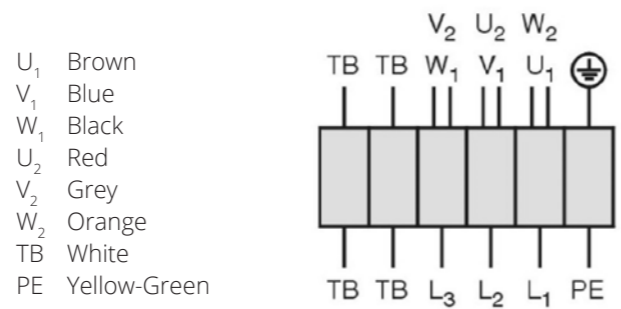 U₁ Brown
V₁ Blue
W₁ Black
U₂ Red
V₂ Grey
W₂ Orange
TB White
PE Yellow-Green
V₂ U₂ W₂
TB TB W₁ V₁ U₁
TB TB L₃ L₂ L₁ PE